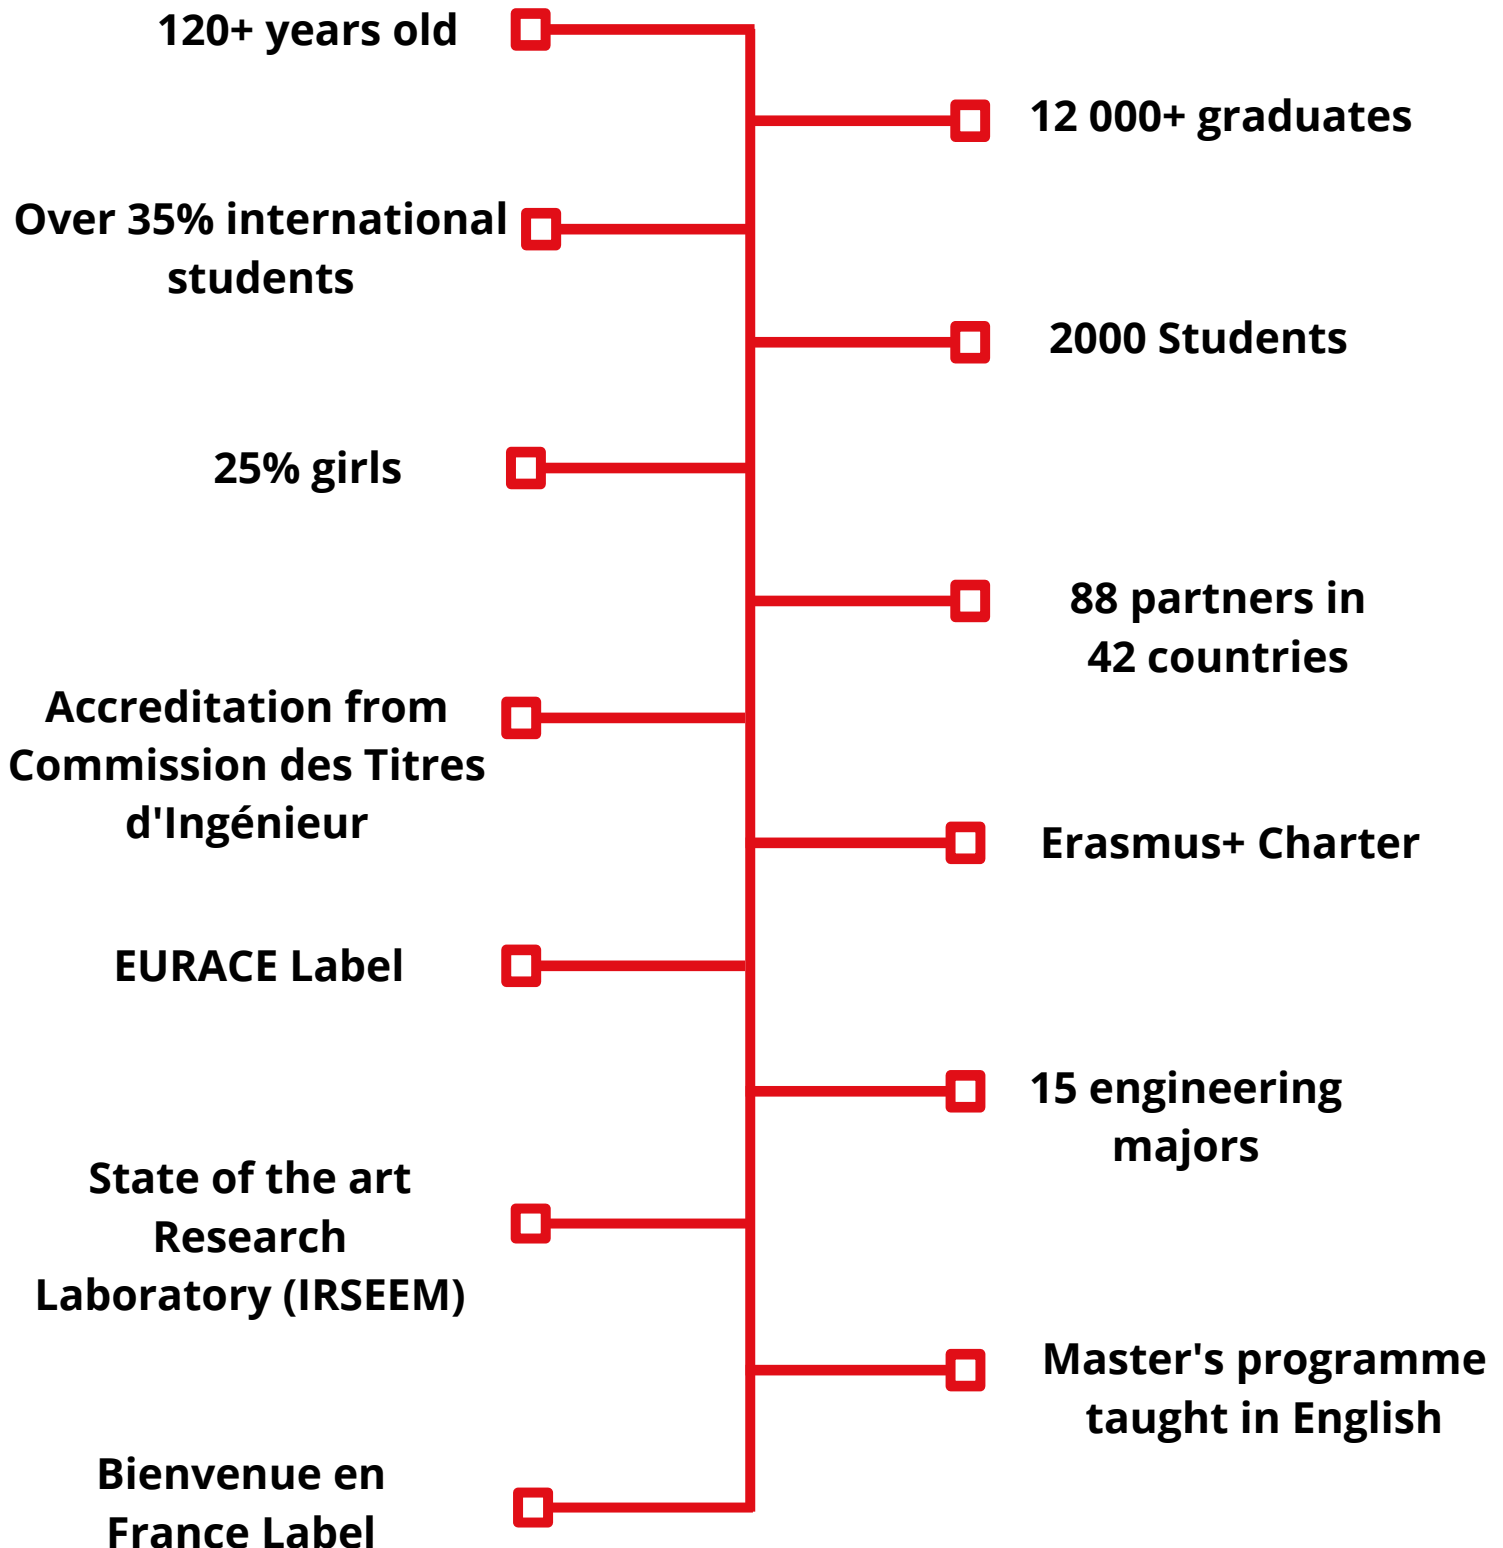 120+ years old
12 000+ graduates
Over 35% international
students
2000 Students
25% girls
88 partners in
42 countries
Accreditation from
Commission des Titres
d'Ingénieur
Erasmus+ Charter
EURACE Label
15 engineering
majors
State of the art
Research
Laboratory (IRSEEM)
Master's programme
taught in English
Bienvenue en
France Label